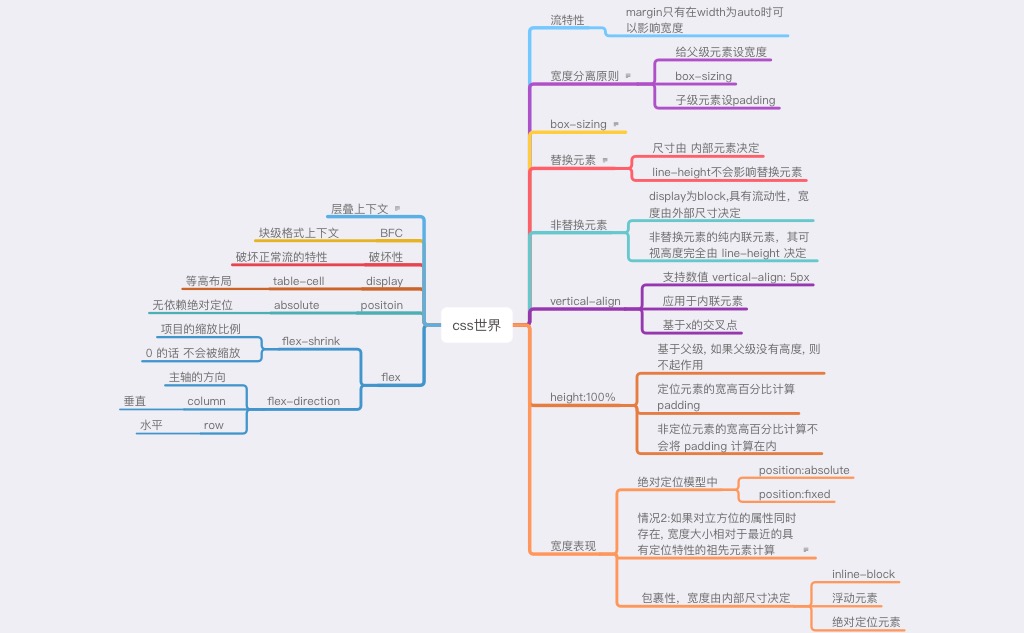 css世界
流特性
margin只有在width为auto时可
以影响宽度
宽度分离原则
给父级元素设宽度
box-sizing
子级元素设padding
box-sizing
替换元素
尺寸由 内部元素决定
line-height不会影响替换元素
非替换元素
display为block,具有流动性，宽
度由外部尺寸决定
非替换元素的纯内联元素，其可
视高度完全由 line-height 决定
vertical-align
支持数值 vertical-align: 5px
应用于内联元素
基于x的交叉点
height:100%
基于父级, 如果父级没有高度, 则
不起作用
定位元素的宽高百分比计算
padding
非定位元素的宽高百分比计算不
会将 padding 计算在内
宽度表现
绝对定位模型中
position:absolute
position:fixed
情况2:如果对立方位的属性同时
存在, 宽度大小相对于最近的具
有定位特性的祖先元素计算
包裹性，宽度由内部尺寸决定
inline-block
浮动元素
绝对定位元素
层叠上下文
块级格式上下文 BFC
破坏正常流的特性 破坏性
等高布局 table-cell display
无依赖绝对定位 absolute positoin
flex
flex-shrink
项目的缩放比例
0 的话 不会被缩放
flex-direction
主轴的方向
垂直 column
水平 row